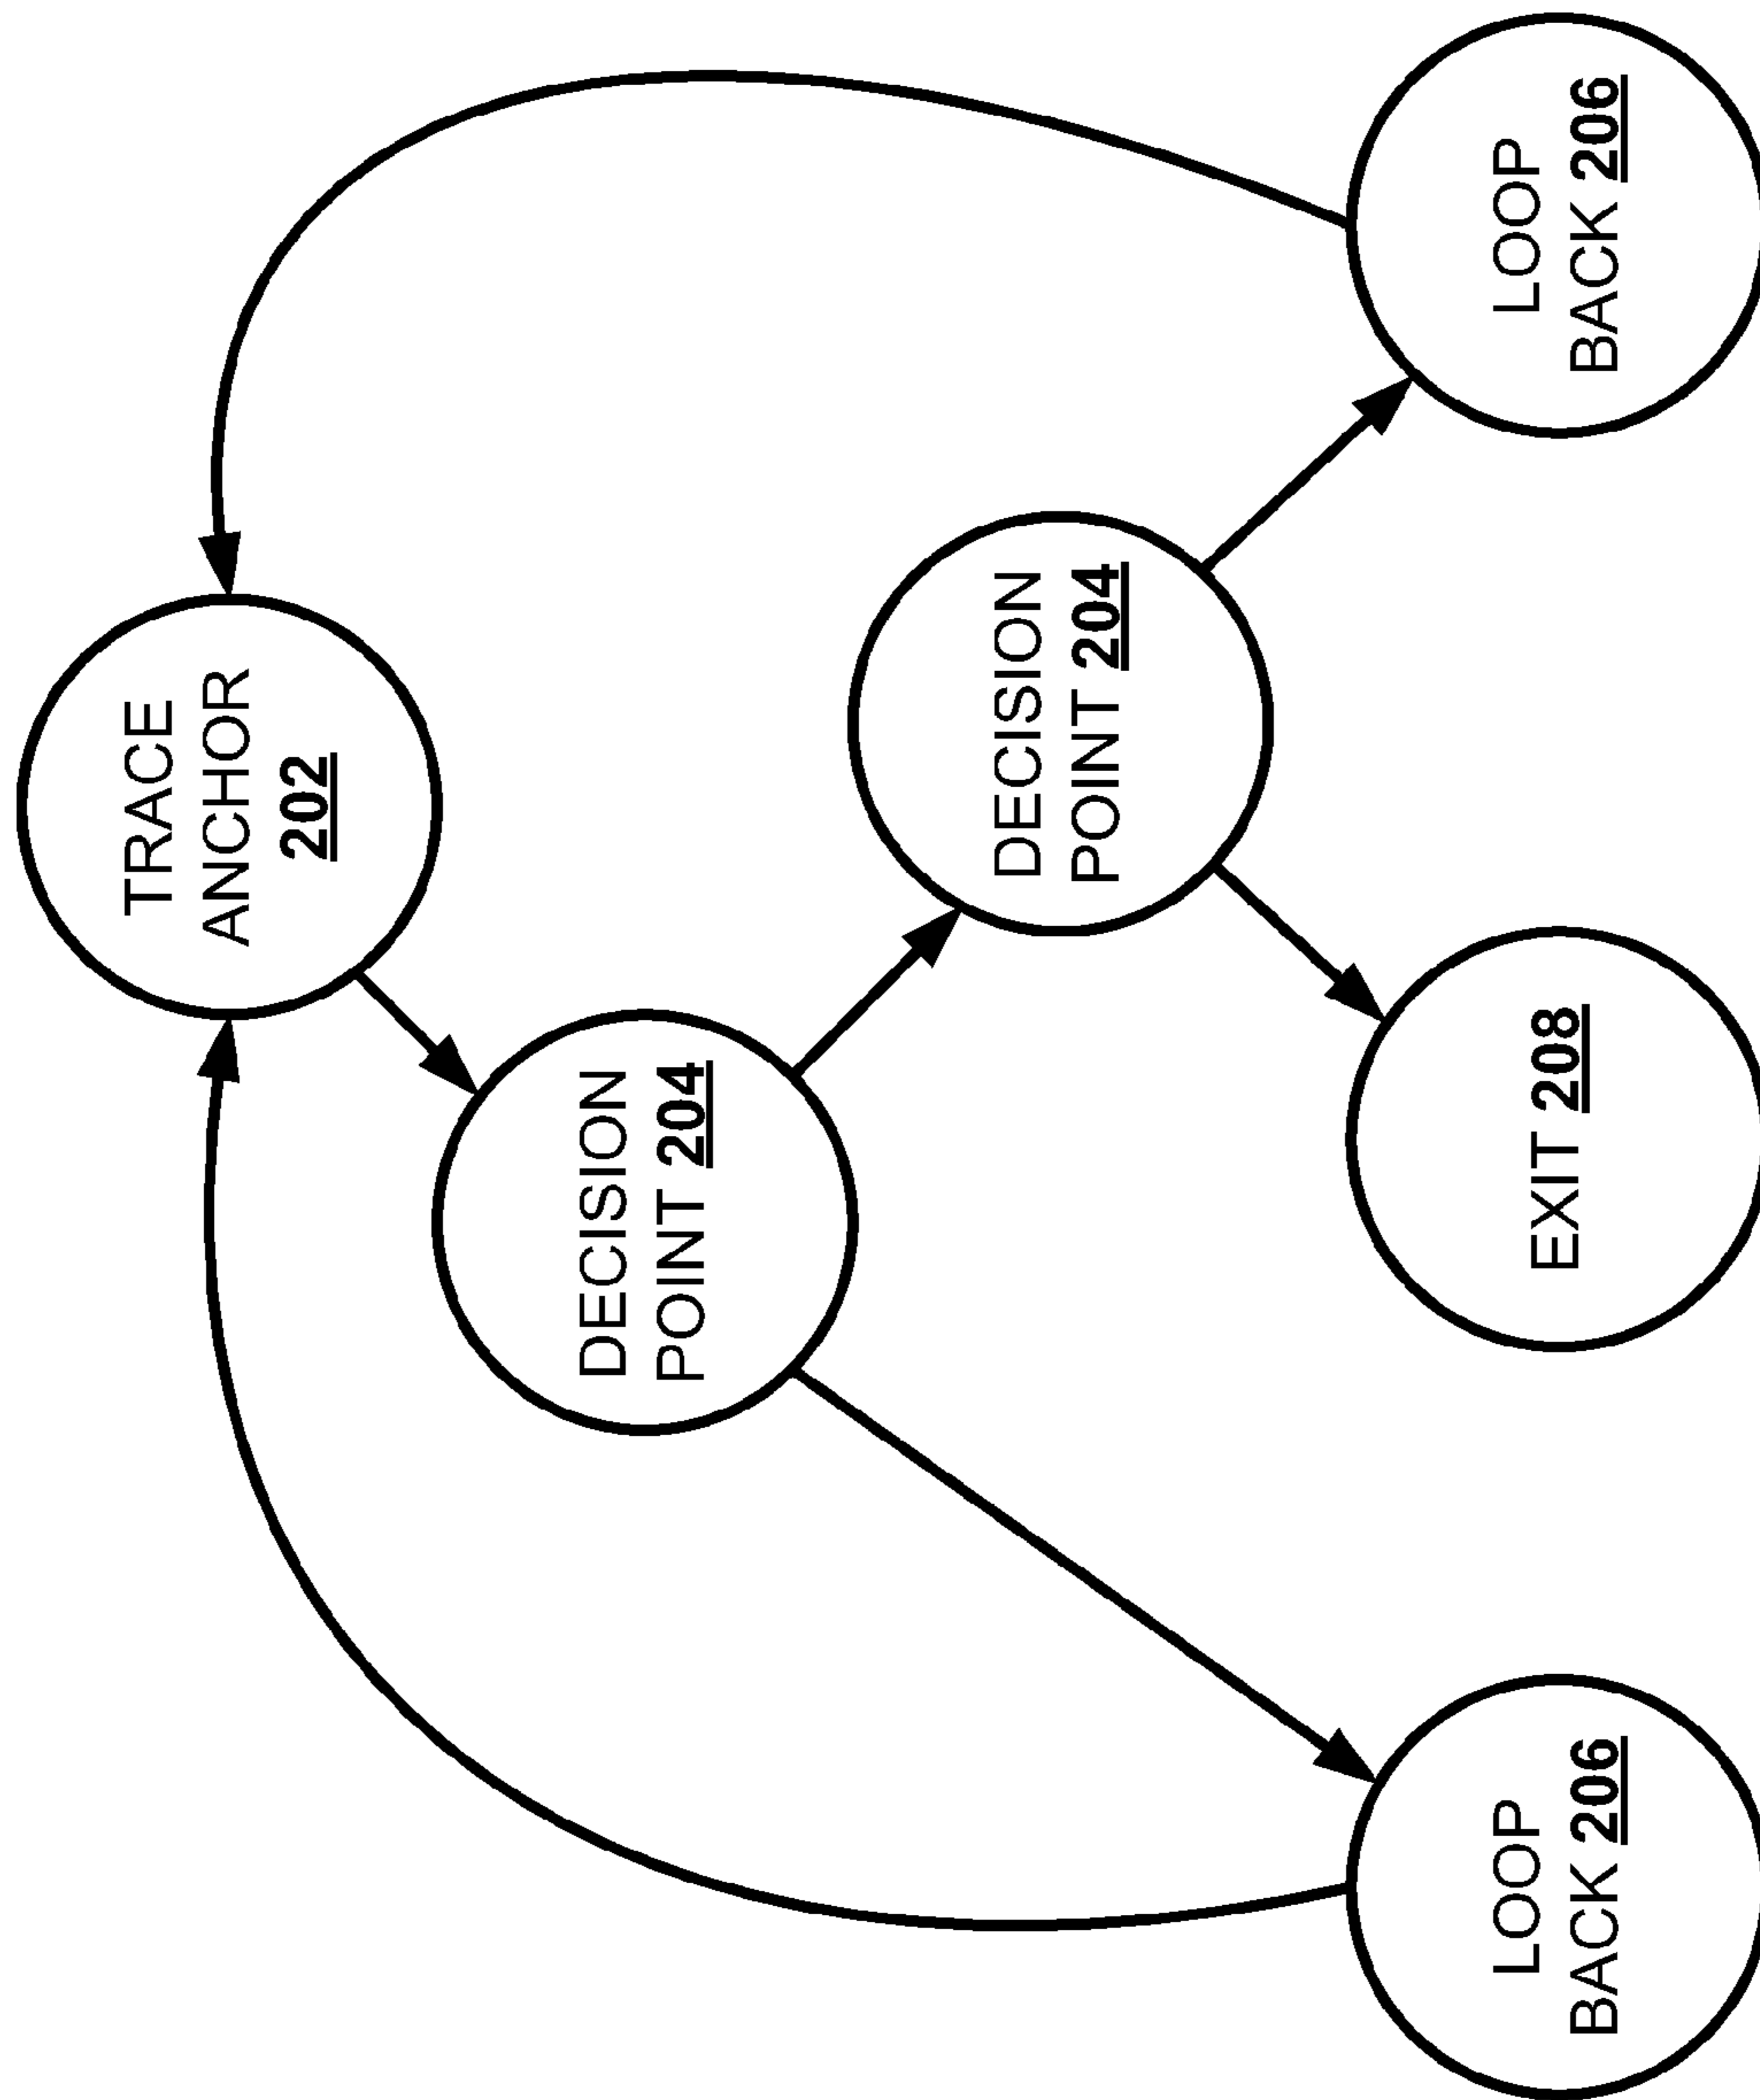 TRACE
ANCHOR
202
DECISION
POINT 204
DECISION
POINT 204
LOOP
BACK 206
EXIT 208
LOOP
BACK 206